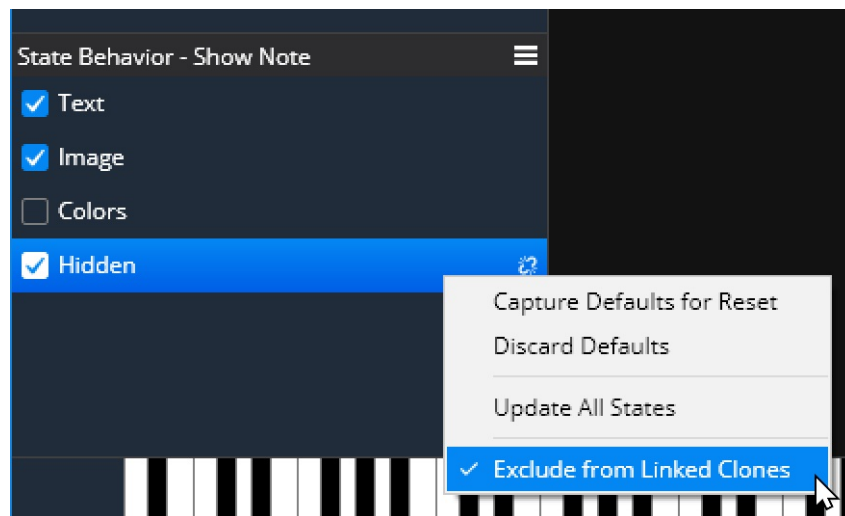 State Behavior - Show Note
Text
Image
Colors
Hidden
Capture Defaults for Reset
Discard Defaults
Update All States
Exclude from Linked Clones